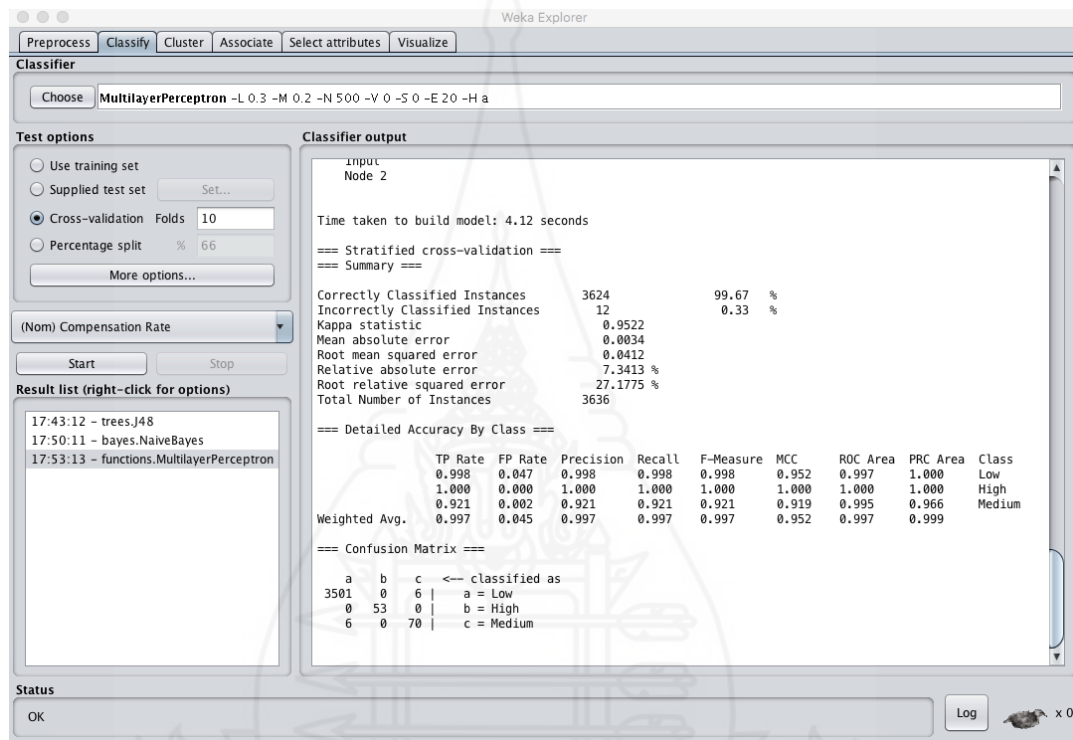 Weka Explorer
Preprocess Classify Cluster Associate Select attributes Visualize
Classifier
Choose MultilayerPerceptron -L 0.3 -M 0.2 -N 500 -V 0 -S 0 -E 20 -H a
Test options
Use training set
Supplied test set Set...
Cross-validation Folds 10
Percentage split % 66
More options...
(Nom) Compensation Rate
Start Stop
Result list (right-click for options)
17:43:12 - trees.J48
17:50:11 - bayes.NaiveBayes
17:53:13 - functions.MultilayerPerceptron
Classifier output
Input
Node 2
Time taken to build model: 4.12 seconds
=== Stratified cross-validation ===
=== Summary ===
Correctly Classified Instances 3624 99.67 %
Incorrectly Classified Instances 12 0.33 %
Kappa statistic 0.9522
Mean absolute error 0.0034
Root mean squared error 0.0412
Relative absolute error 7.3413 %
Root relative squared error 27.1775 %
Total Number of Instances 3636
=== Detailed Accuracy By Class ===
TP Rate FP Rate Precision Recall F-Measure MCC ROC Area PRC Area Class
0.998 0.047 0.998 0.998 0.998 0.952 0.997 1.000 Low
1.000 0.000 1.000 1.000 1.000 1.000 1.000 1.000 High
0.921 0.002 0.921 0.921 0.921 0.919 0.995 0.966 Medium
Weighted Avg. 0.997 0.045 0.997 0.997 0.997 0.952 0.997 0.999
=== Confusion Matrix ===
a b c <-- classified as
3501 0 6 | a = Low
0 53 0 | b = High
6 0 70 | c = Medium
Status
OK
Log x 0